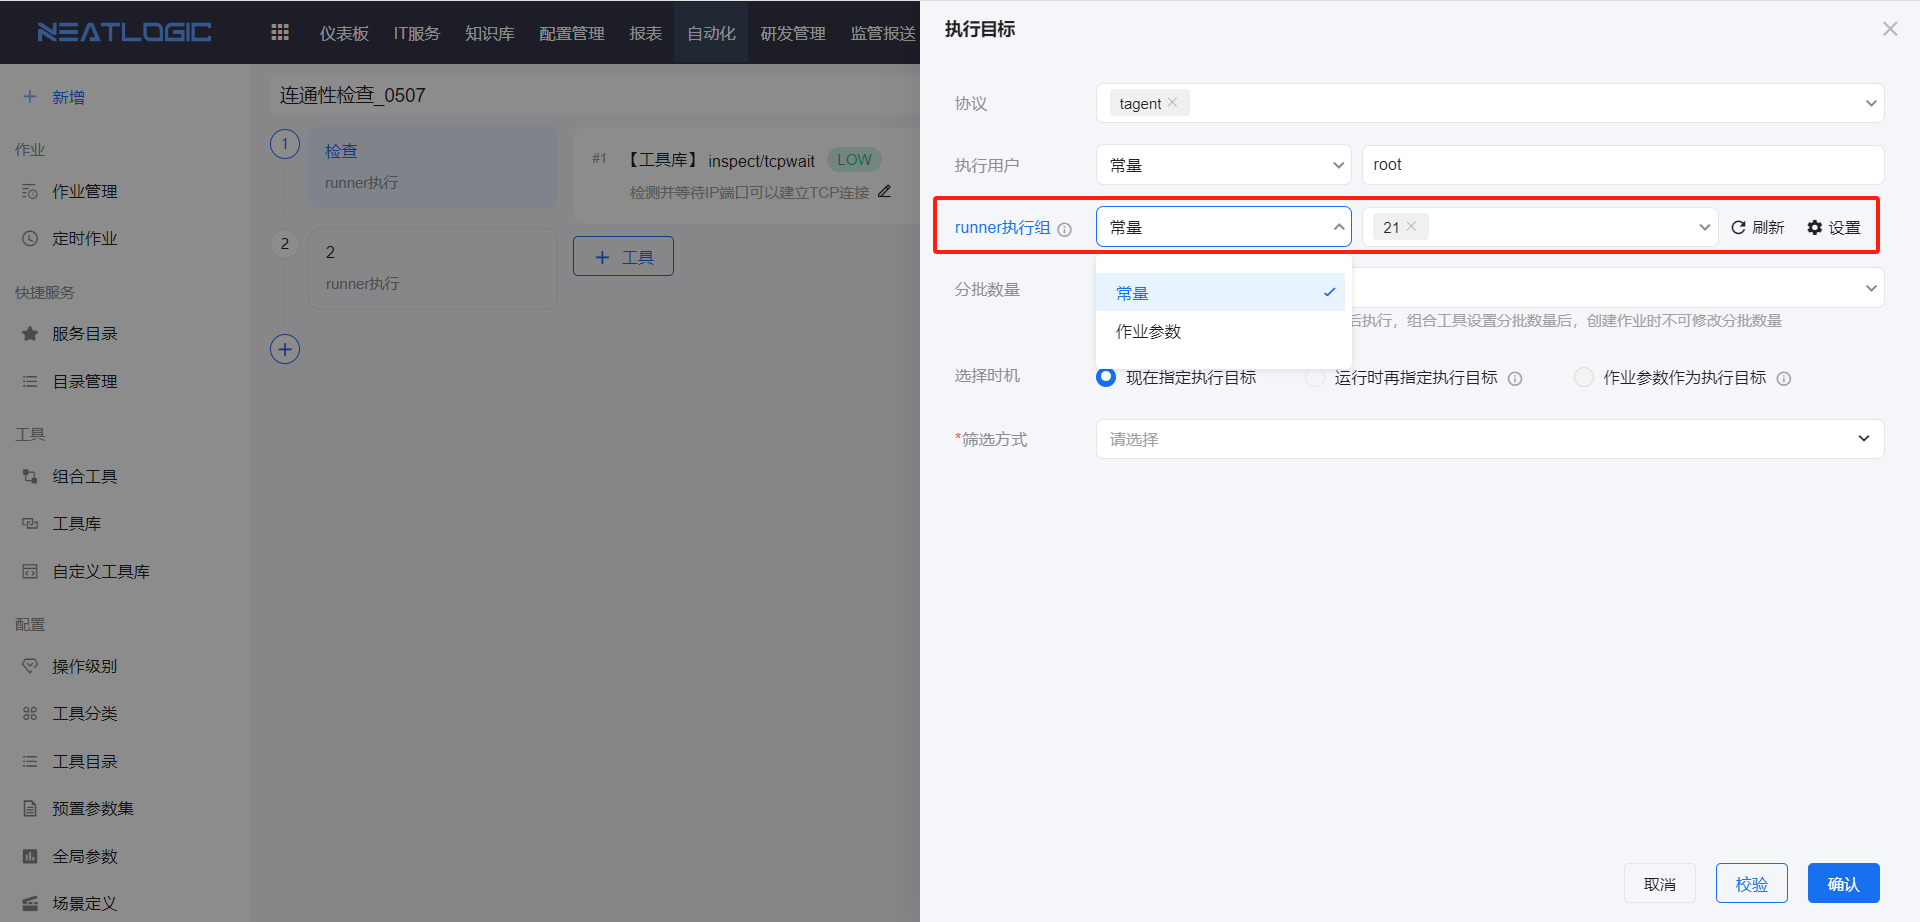 NEATLOGIC
仪表板 IT服务 知识库 配置管理 报表 自动化 研发管理 监管报送
新增
作业
作业管理
定时作业
快捷服务
服务目录
目录管理
工具
组合工具
工具库
自定义工具库
配置
操作级别
工具分类
工具目录
预置参数集
全局参数
场景定义
连通性检查_0507
1
检查
runner执行
2
2
runner执行
#1 【工具库】 inspect/tcpwait LOW
检测并等待IP端口可以建立TCP连接
工具
执行目标
协议 tagent
执行用户 常量 root
runner执行组 常量 21 刷新 设置
常量
作业参数
分批数量
后执行，组合工具设置分批数量后，创建作业时不可修改分批数量
选择时机 现在指定执行目标 运行时再指定执行目标 作业参数作为执行目标
*筛选方式 请选择
取消 校验 确认